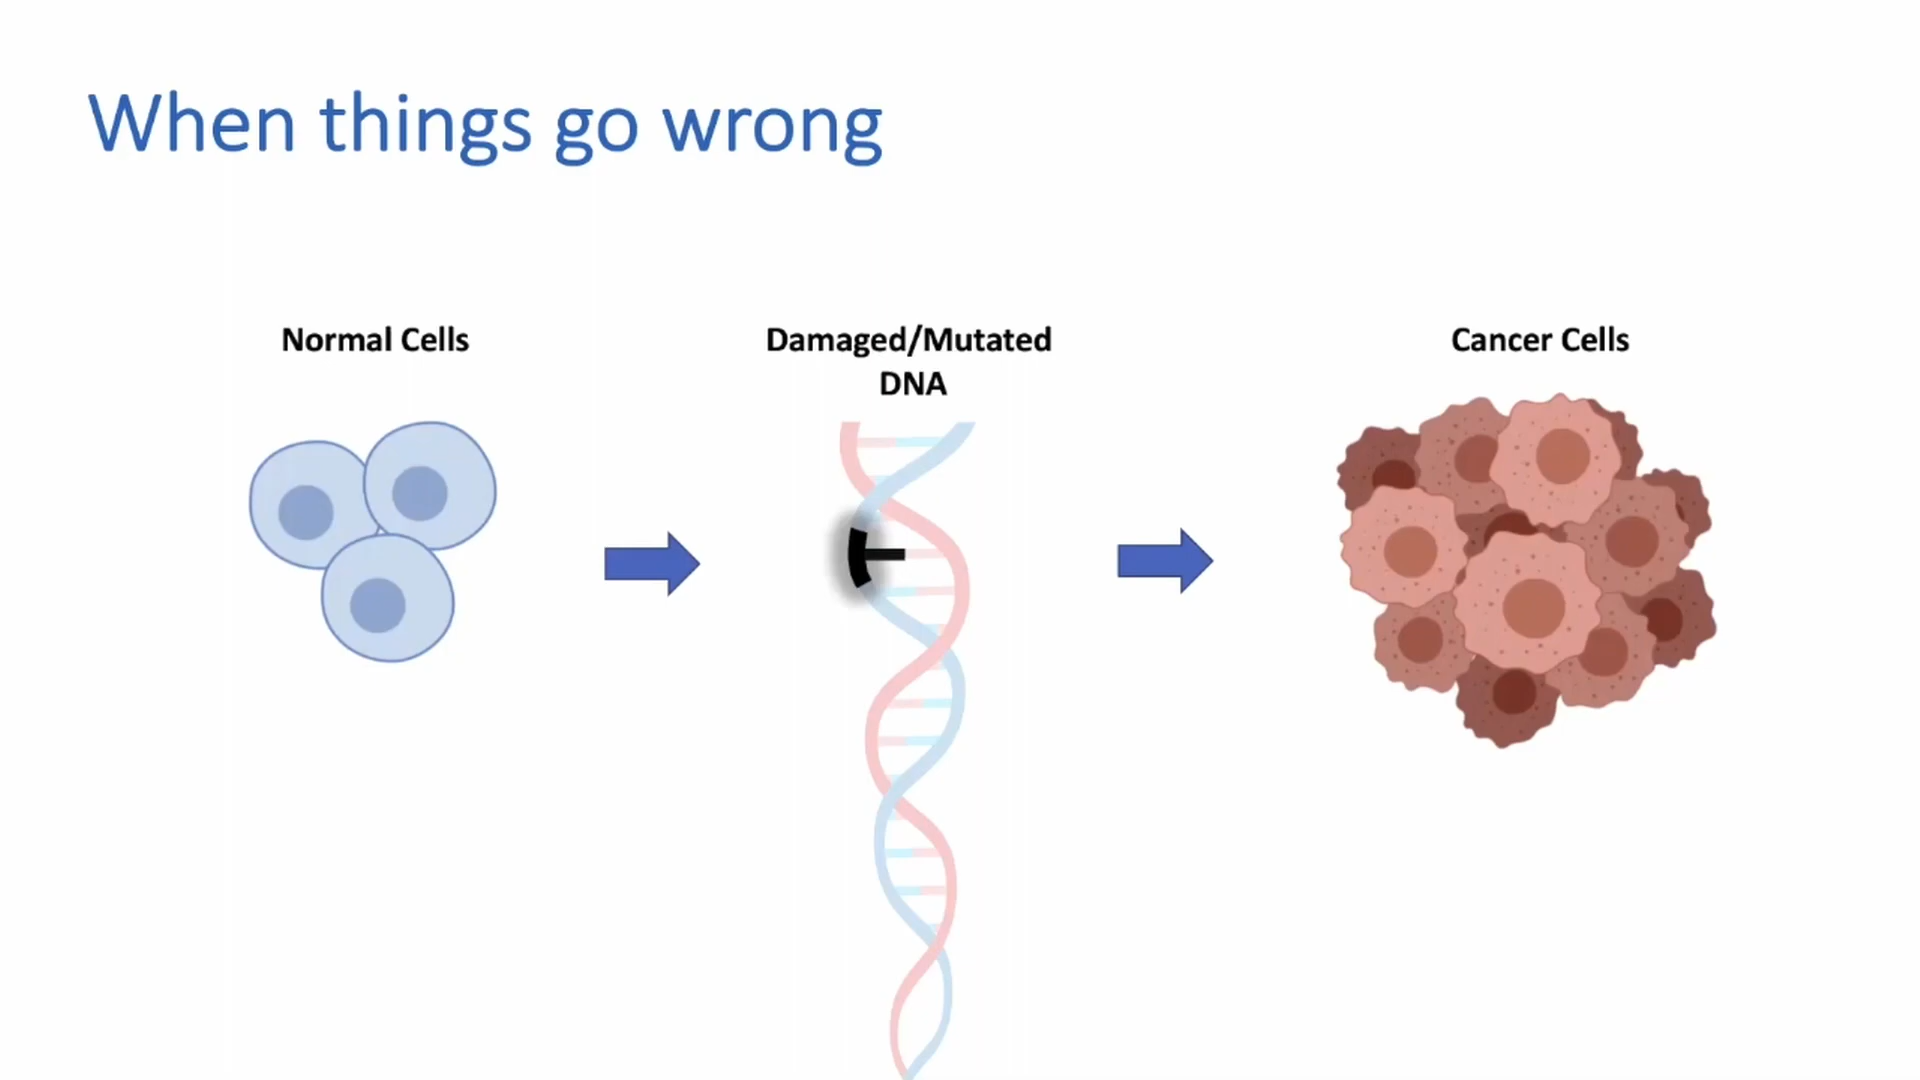 When things go wrong
Normal Cells
Damaged/Mutated
DNA
Cancer Cells